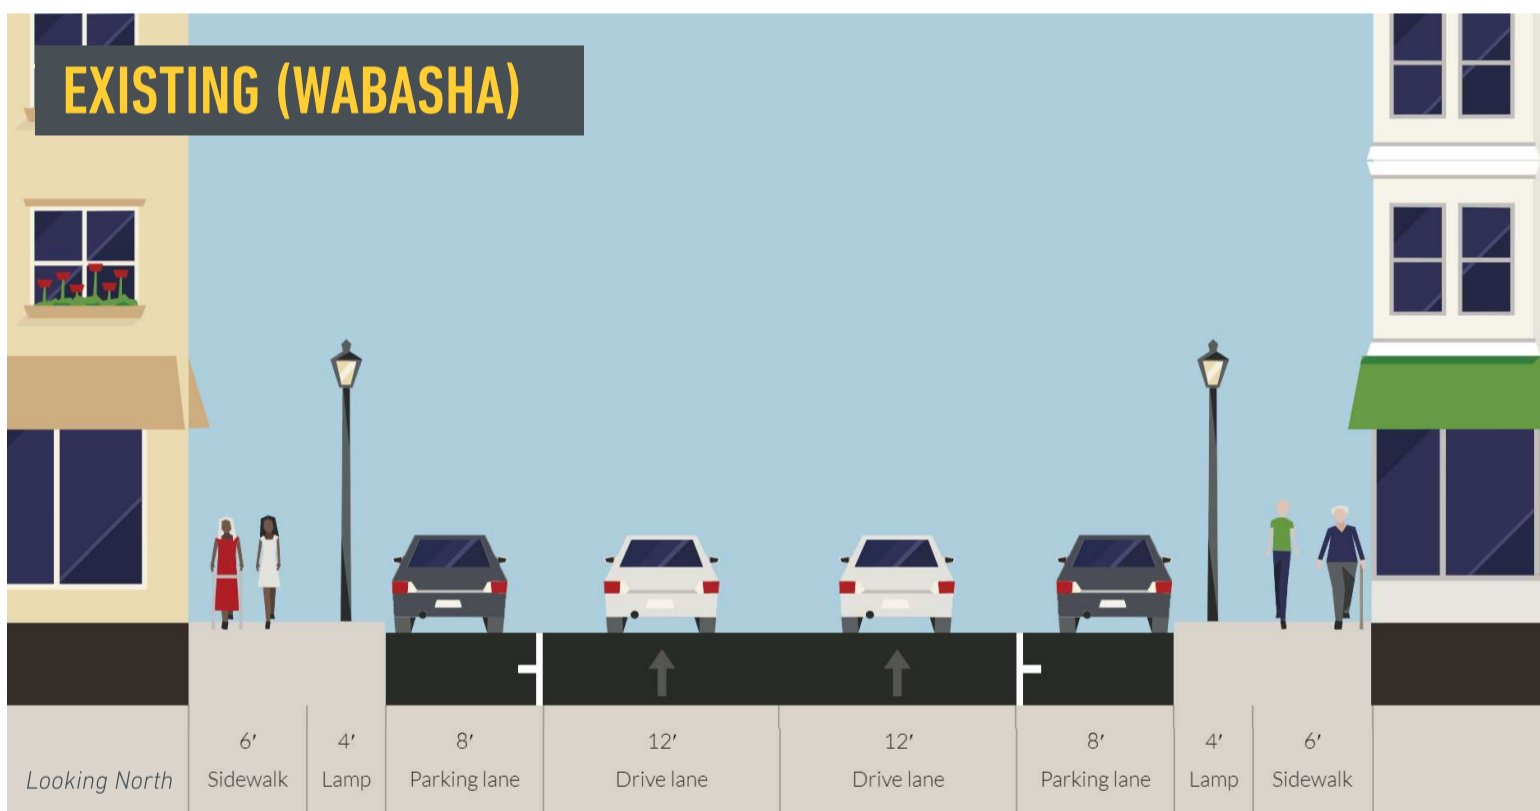 EXISTING (WABASHA)
6′ 4′ 8′ 12′ 12′ 8′ 4′ 6′
Looking North Sidewalk Lamp Parking lane Drive lane Drive lane Parking lane Lamp Sidewalk